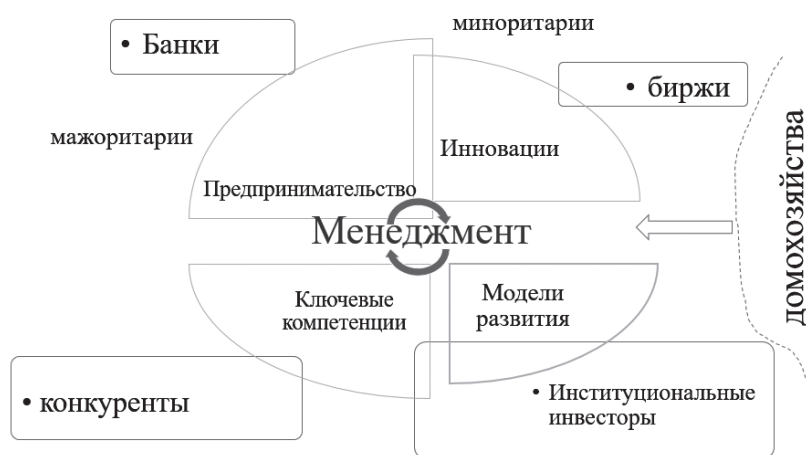 миноритарии
• Банки
• биржи
мажоритарии
Инновации
Предпринимательство
Менеджмент
домохозяйства
Ключевые
компетенции
Модели
развития
• конкуренты
• Институциональные
инвесторы